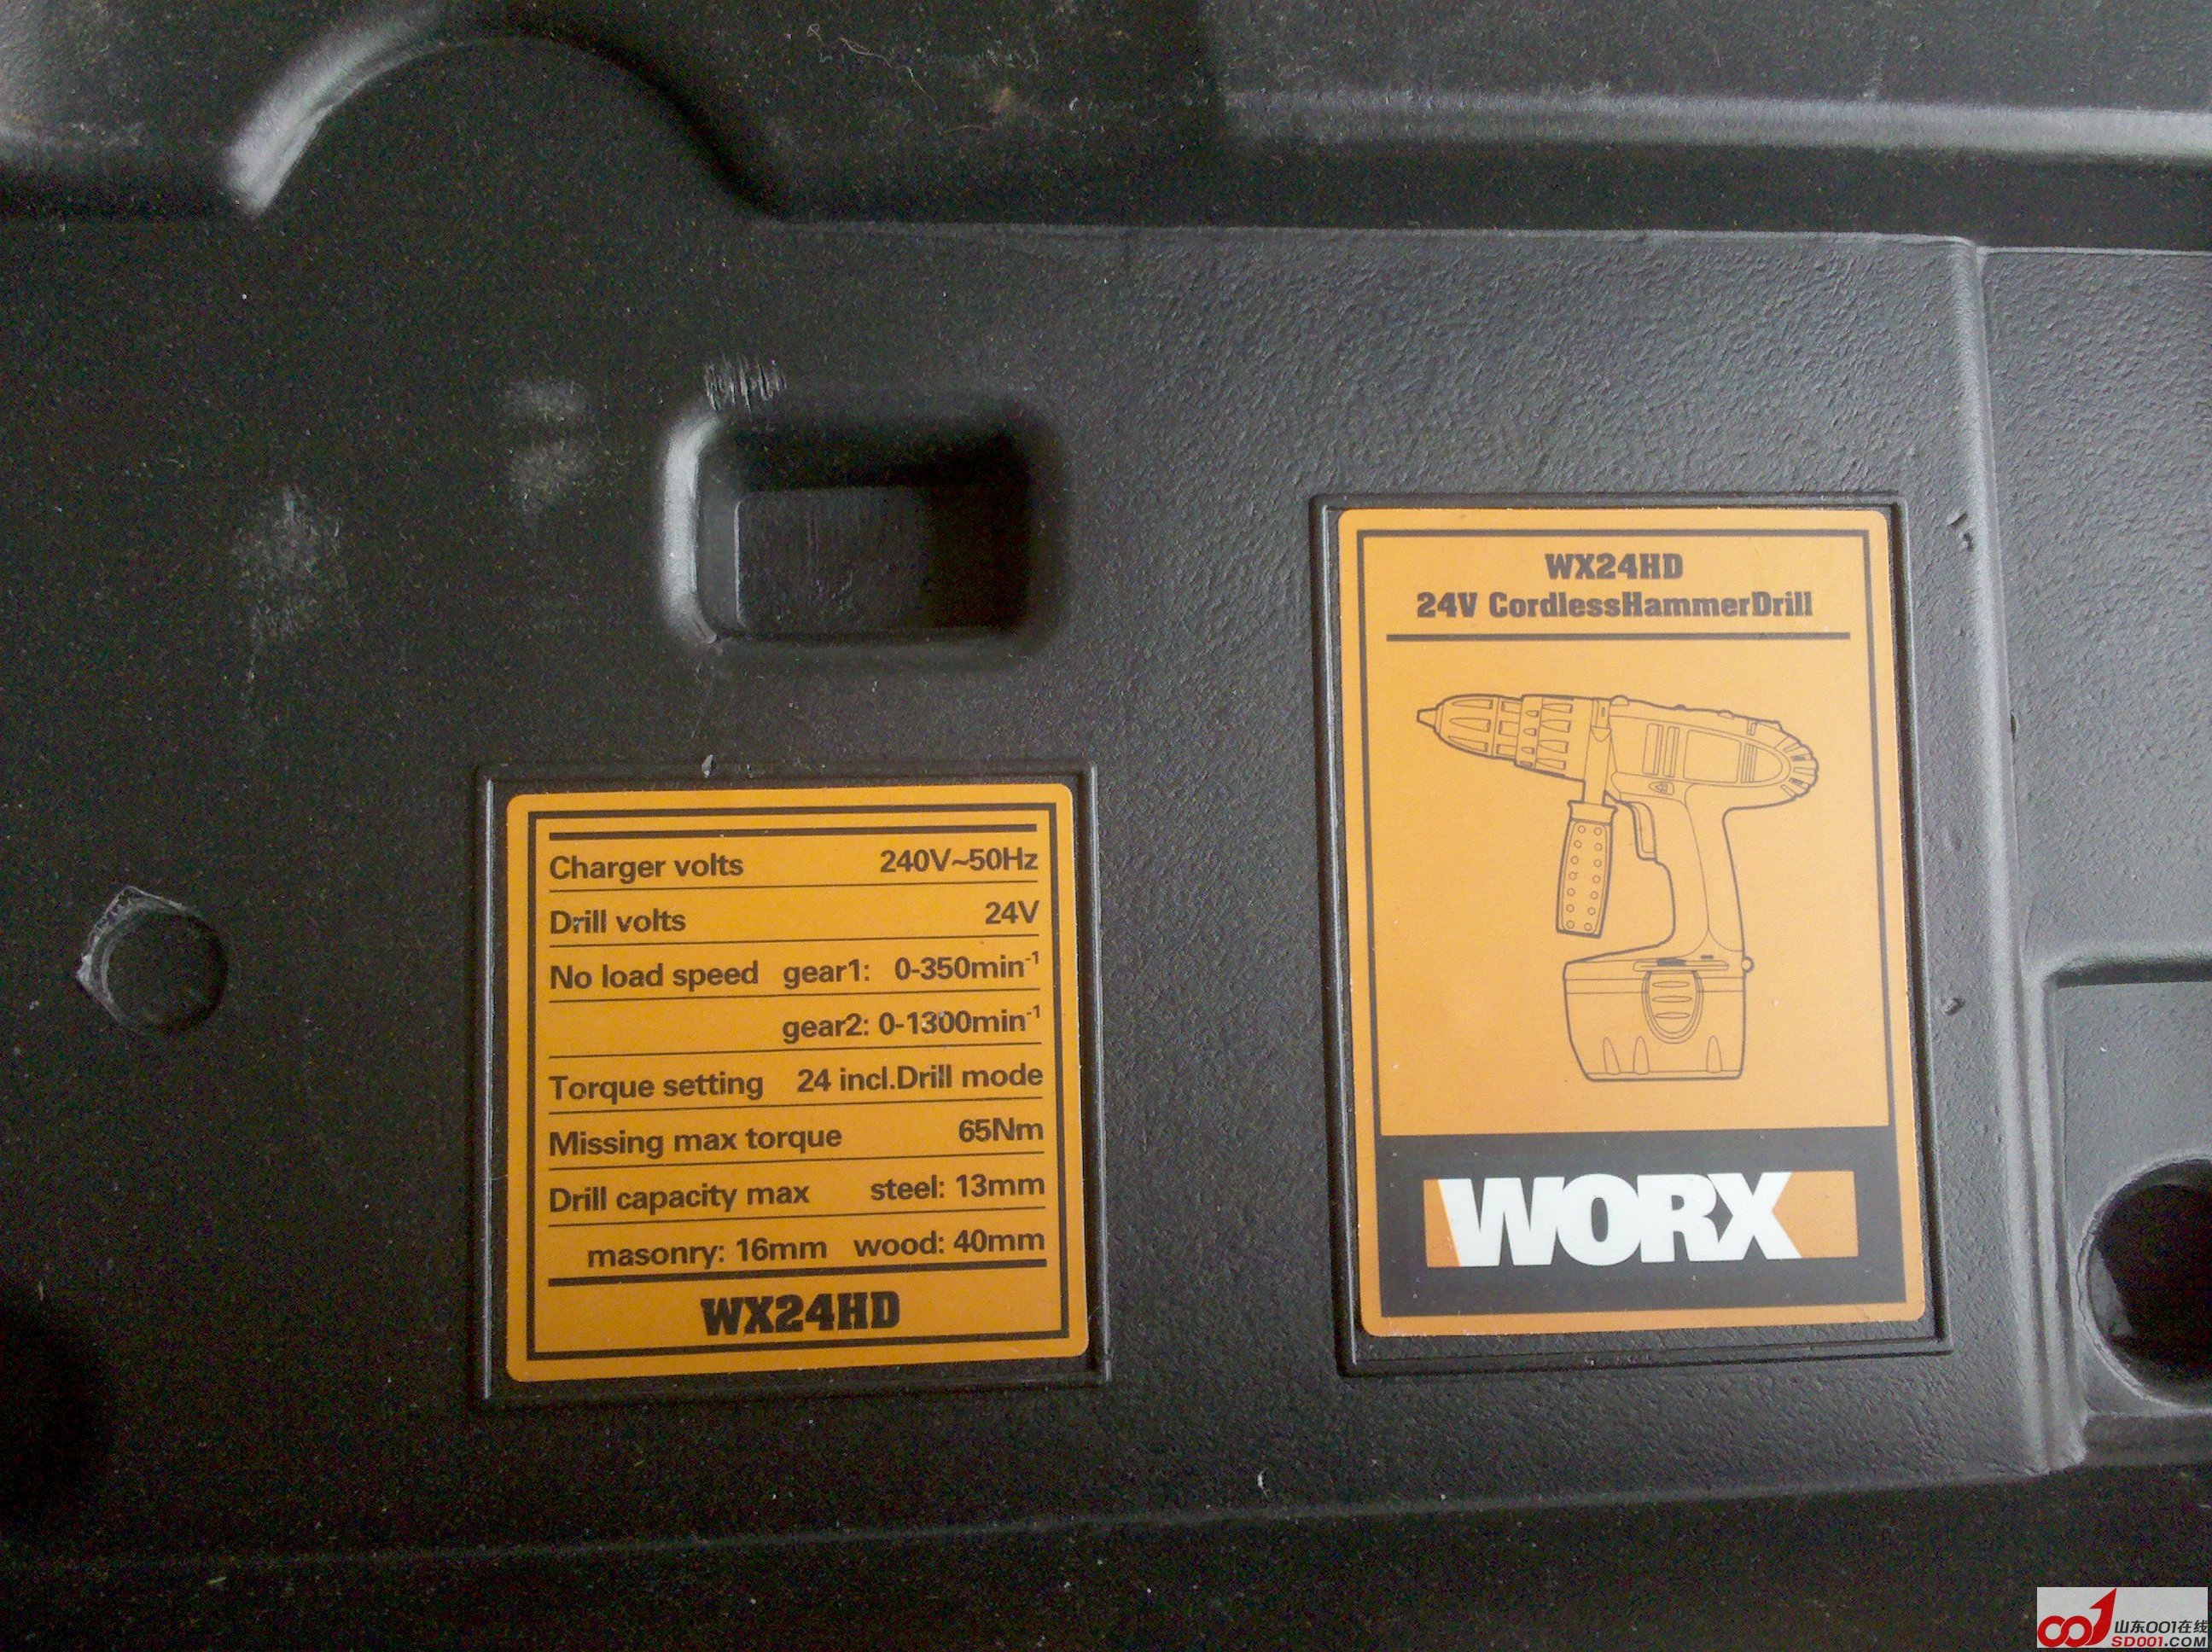 WX24HD
24V CordlessHammerDrill
WORX
Charger volts 240V~50Hz
Drill volts 24V
No load speed gear1: 0-350min⁻¹
gear2: 0-1300min⁻¹
Torque setting 24 incl.Drill mode
Missing max torque 65Nm
Drill capacity max steel: 13mm
masonry: 16mm wood: 40mm
WX24HD
001 山东001在线
SD001.COM